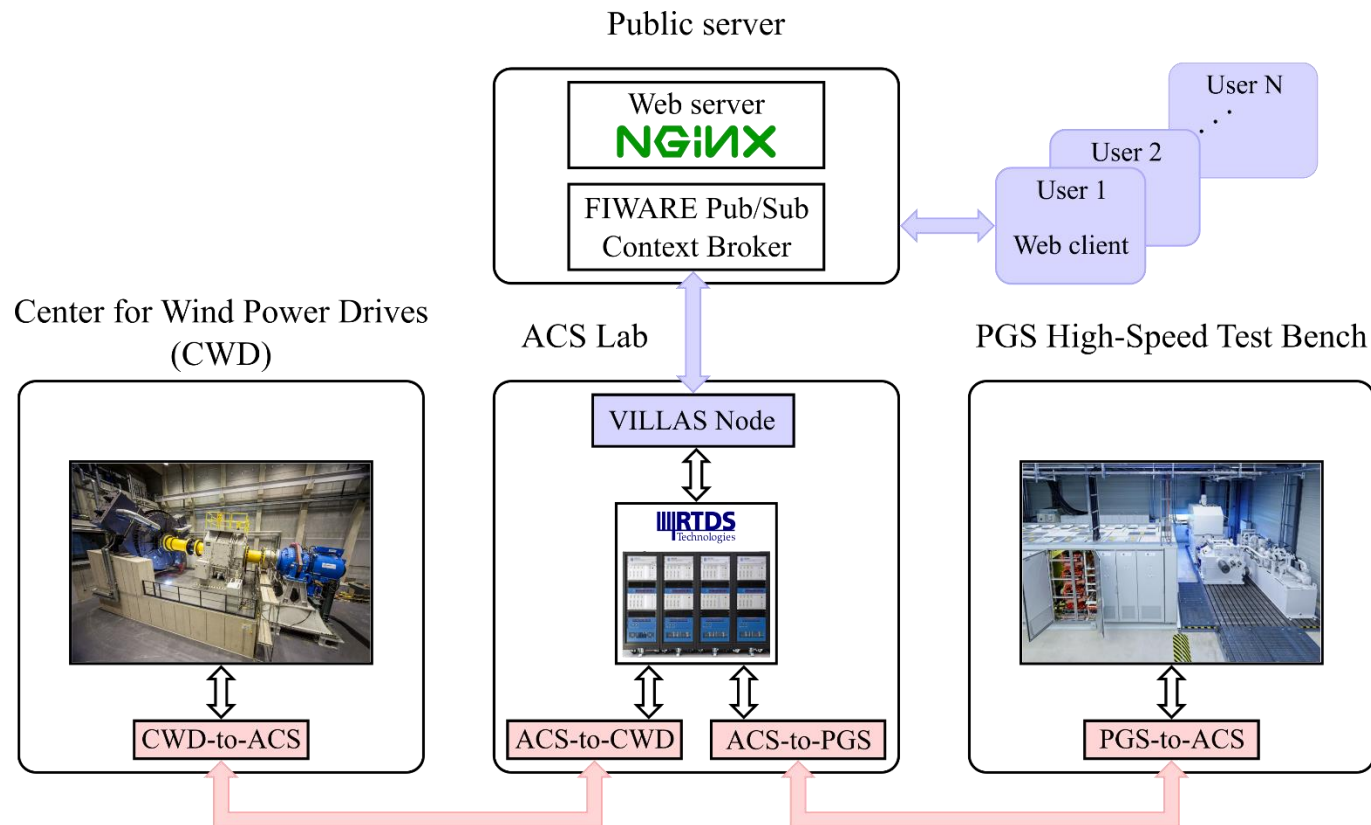 Public server
Web server
NGiNX
FIWARE Pub/Sub
Context Broker
User N
. . .
User 2
User 1
Web client
Center for Wind Power Drives
(CWD)
ACS Lab
PGS High-Speed Test Bench
VILLAS Node
RTDS
Technologies
CWD-to-ACS
ACS-to-CWD
ACS-to-PGS
PGS-to-ACS